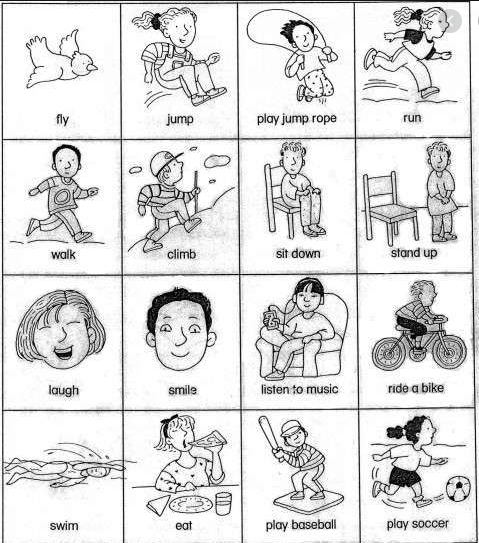 fly
jump
play jump rope
run
walk
climb
sit down
stand up
laugh
smile
listen to music
ride a bike
swim
eat
play baseball
play soccer